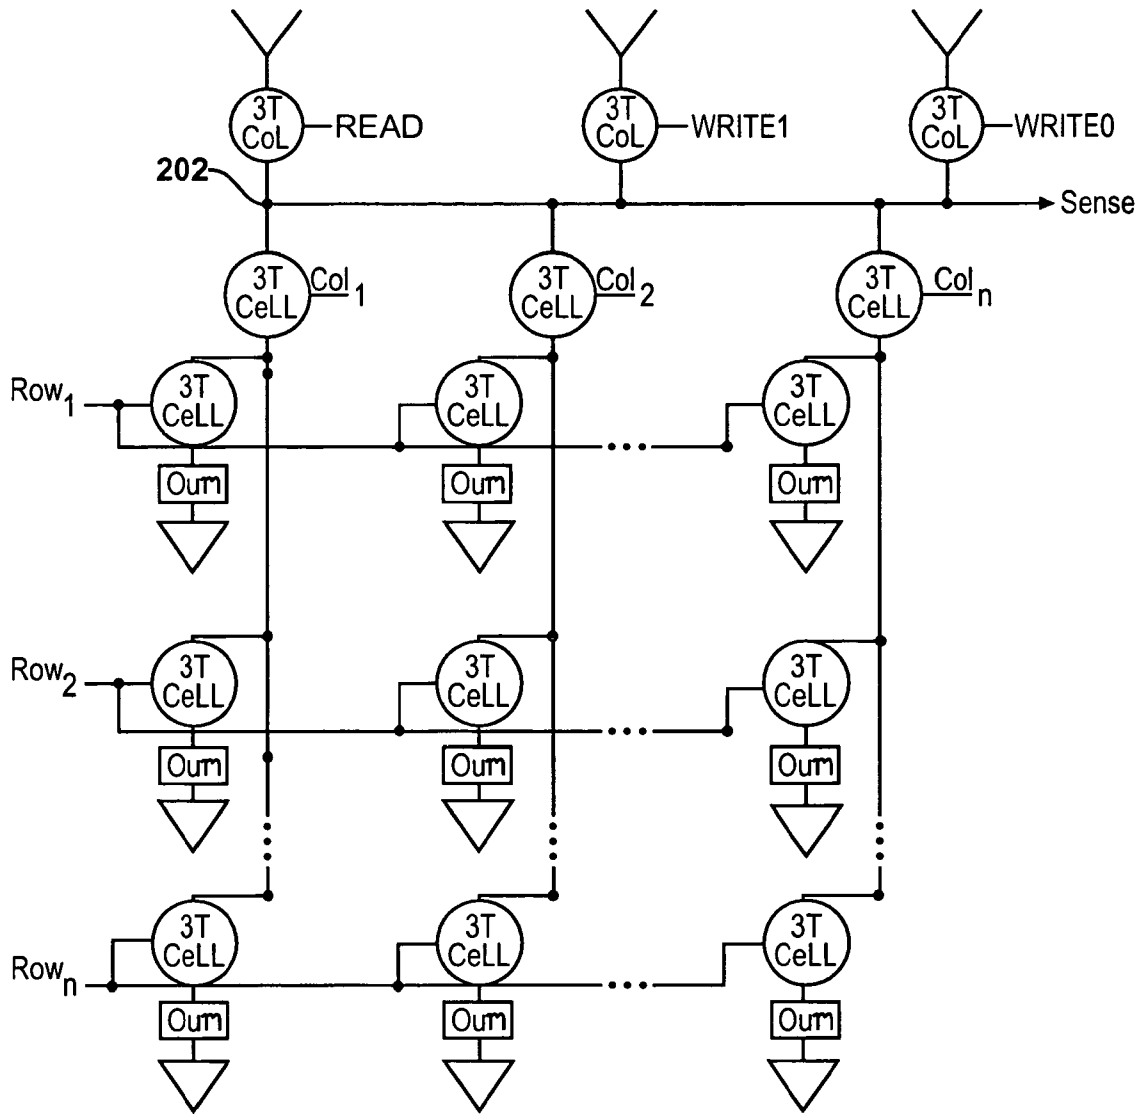 3T
CoL
READ
3T
CoL
WRITE1
3T
CoL
WRITE0
202
Sense
3T
CeLL
Col 1
3T
CeLL
Col 2
3T
CeLL
Col n
Row1
3T
CeLL
3T
CeLL
3T
CeLL
Oum
Oum
Oum
Row2
3T
CeLL
3T
CeLL
3T
CeLL
Oum
Oum
Oum
Rown
3T
CeLL
3T
CeLL
3T
CeLL
Oum
Oum
Oum